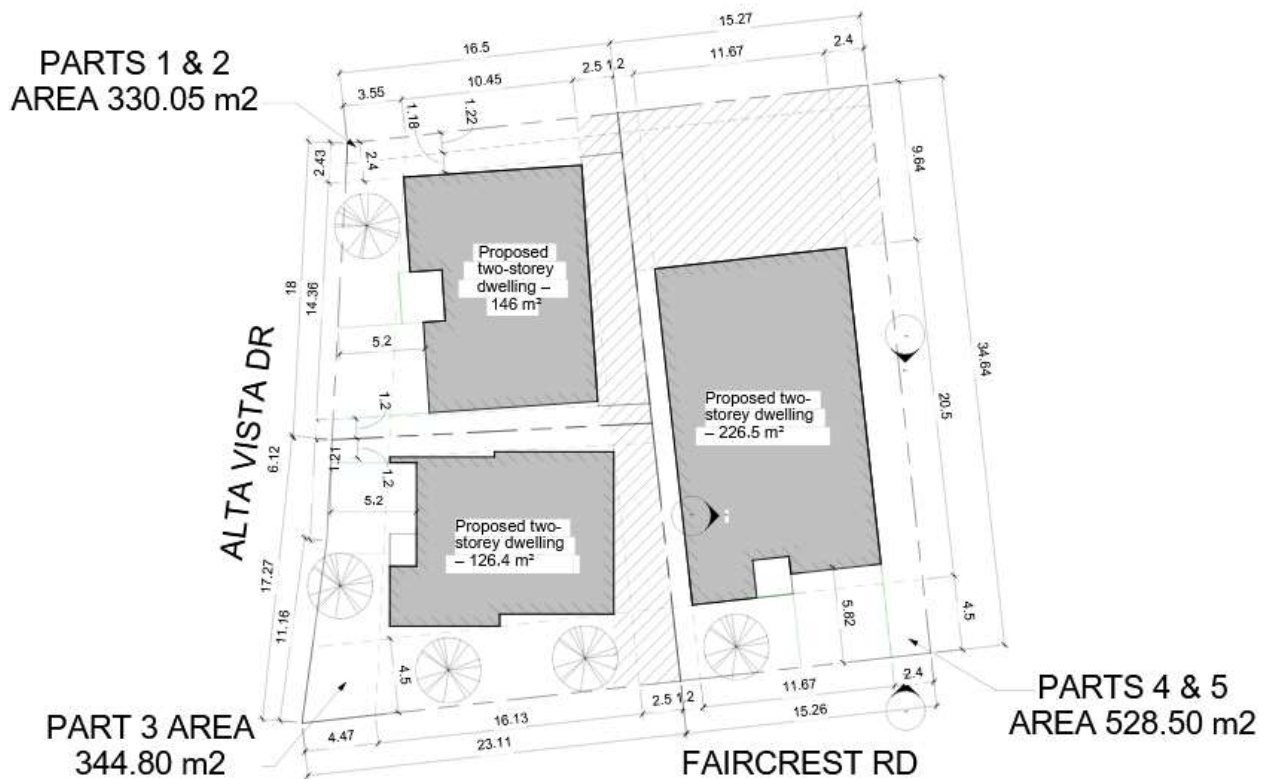 15.27
16.5
11.67
2.4
PARTS 1 & 2
AREA 330.05 m2
10.45
2.5
1.2
3.55
1.18
1.22
2.43
2.4
9.64
Proposed
two-storey
dwelling –
146 m²
18
14.36
5.2
34.64
ALTA VISTA DR
1.2
Proposed two-
storey dwelling
– 226.5 m²
20.5
6.12
1.21
1.2
5.2
Proposed two-
storey dwelling
– 126.4 m²
17.27
11.16
5.82
4.5
4.5
PART 3 AREA
344.80 m2
4.47
16.13
23.11
2.5
1.2
11.67
2.4
15.26
PARTS 4 & 5
AREA 528.50 m2
FAIRCREST RD